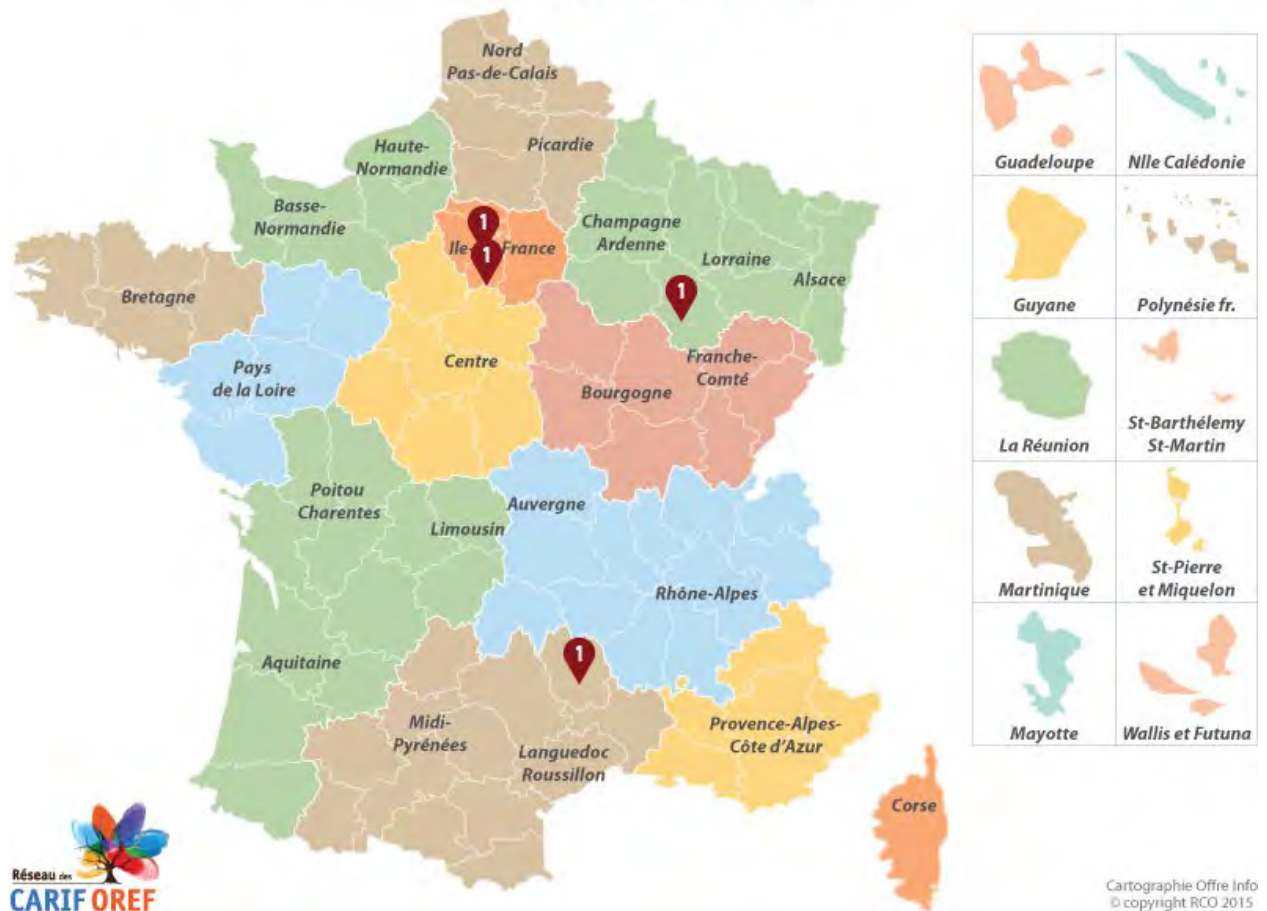 Nord
Pas-de-Calais
Haute-
Normandie
Picardie
Basse-
Normandie
1
Ile- France
1
Champagne
Ardenne
Lorraine
Alsace
1
Bretagne
Pays
de la Loire
Centre
Bourgogne
Franche-
Comté
Poitou
Charentes
Limousin
Auvergne
Rhône-Alpes
Aquitaine
1
Midi-
Pyrénées
Languedoc
Roussillon
Provence-Alpes-
Côte d'Azur
Corse
Guadeloupe
Nlle Calédonie
Guyane
Polynésie fr.
La Réunion
St-Barthélemy
St-Martin
Martinique
St-Pierre
et Miquelon
Mayotte
Wallis et Futuna
Réseau des
CARIF OREF
Cartographie Offre Info
© copyright RCO 2015